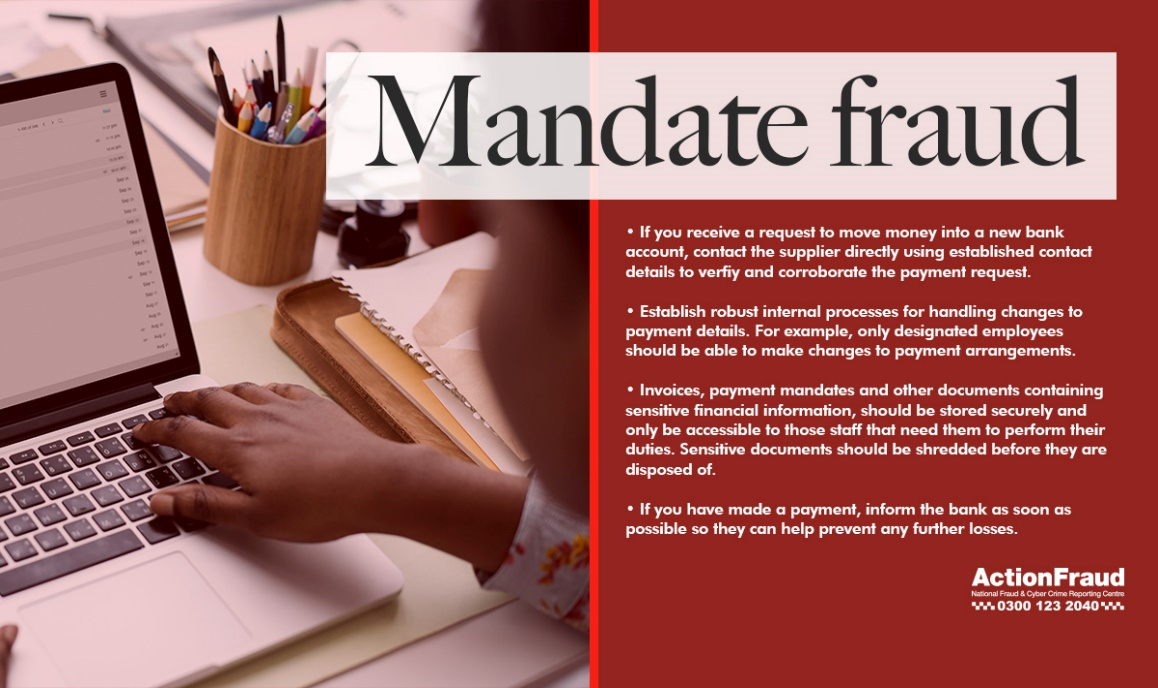 Mandate fraud
• If you receive a request to move money into a new bank
account, contact the supplier directly using established contact
details to verfiy and corroborate the payment request.
• Establish robust internal processes for handling changes to
payment details. For example, only designated employees
should be able to make changes to payment arrangements.
• Invoices, payment mandates and other documents containing
sensitive financial information, should be stored securely and
only be accessible to those staff that need them to perform their
duties. Sensitive documents should be shredded before they are
disposed of.
• If you have made a payment, inform the bank as soon as
possible so they can help prevent any further losses.
ActionFraud
National Fraud & Cyber Crime Reporting Centre
0300 123 2040